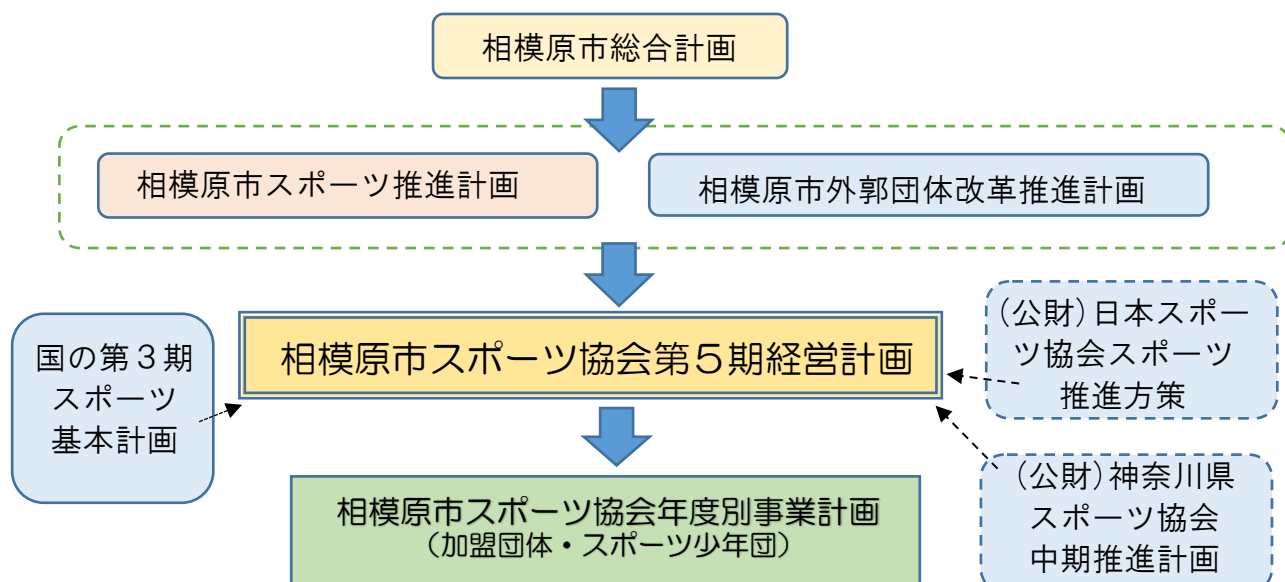 相模原市総合計画
相模原市スポーツ推進計画
相模原市外郭団体改革推進計画
国の第３期
スポーツ
基本計画
相模原市スポーツ協会第５期経営計画
(公財)日本スポー
ツ協会スポーツ
推進方策
相模原市スポーツ協会年度別事業計画
(加盟団体・スポーツ少年団)
(公財)神奈川県
スポーツ協会
中期推進計画